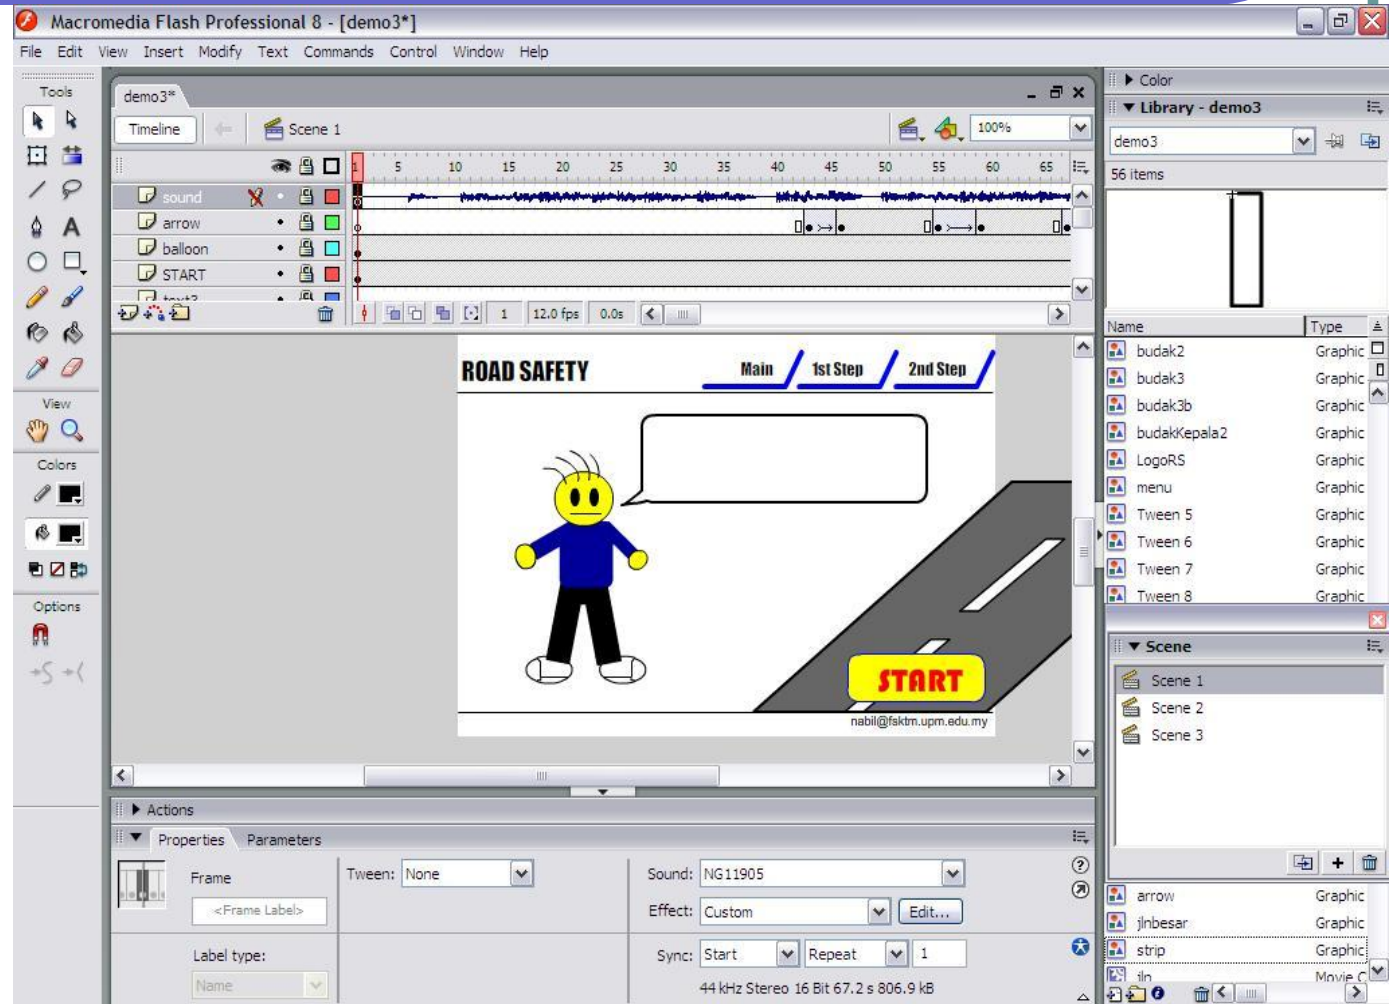 Macromedia Flash Professional 8 - [demo3*]
File Edit View Insert Modify Text Commands Control Window Help
Tools
View
Colors
Options
demo3*
Timeline
Scene 1
100%
1 5 10 15 20 25 30 35 40 45 50 55 60 65
sound
arrow
balloon
START
text2
1 12.0 fps 0.0s
ROAD SAFETY
Main 1st Step 2nd Step
START
nabil@fsktm.upm.edu.my
Actions
Properties Parameters
Frame
<Frame Label>
Label type:
Name
Tween: None
Sound: NG11905
Effect: Custom Edit...
Sync: Start Repeat 1
44 kHz Stereo 16 Bit 67.2 s 806.9 kB
Color
Library - demo3
demo3
56 items
Name Type
budak2 Graphic
budak3 Graphic
budak3b Graphic
budakKepala2 Graphic
LogoRS Graphic
menu Graphic
Tween 5 Graphic
Tween 6 Graphic
Tween 7 Graphic
Tween 8 Graphic
Scene
Scene 1
Scene 2
Scene 3
arrow Graphic
jlnbesar Graphic
strip Graphic
jln Movie C